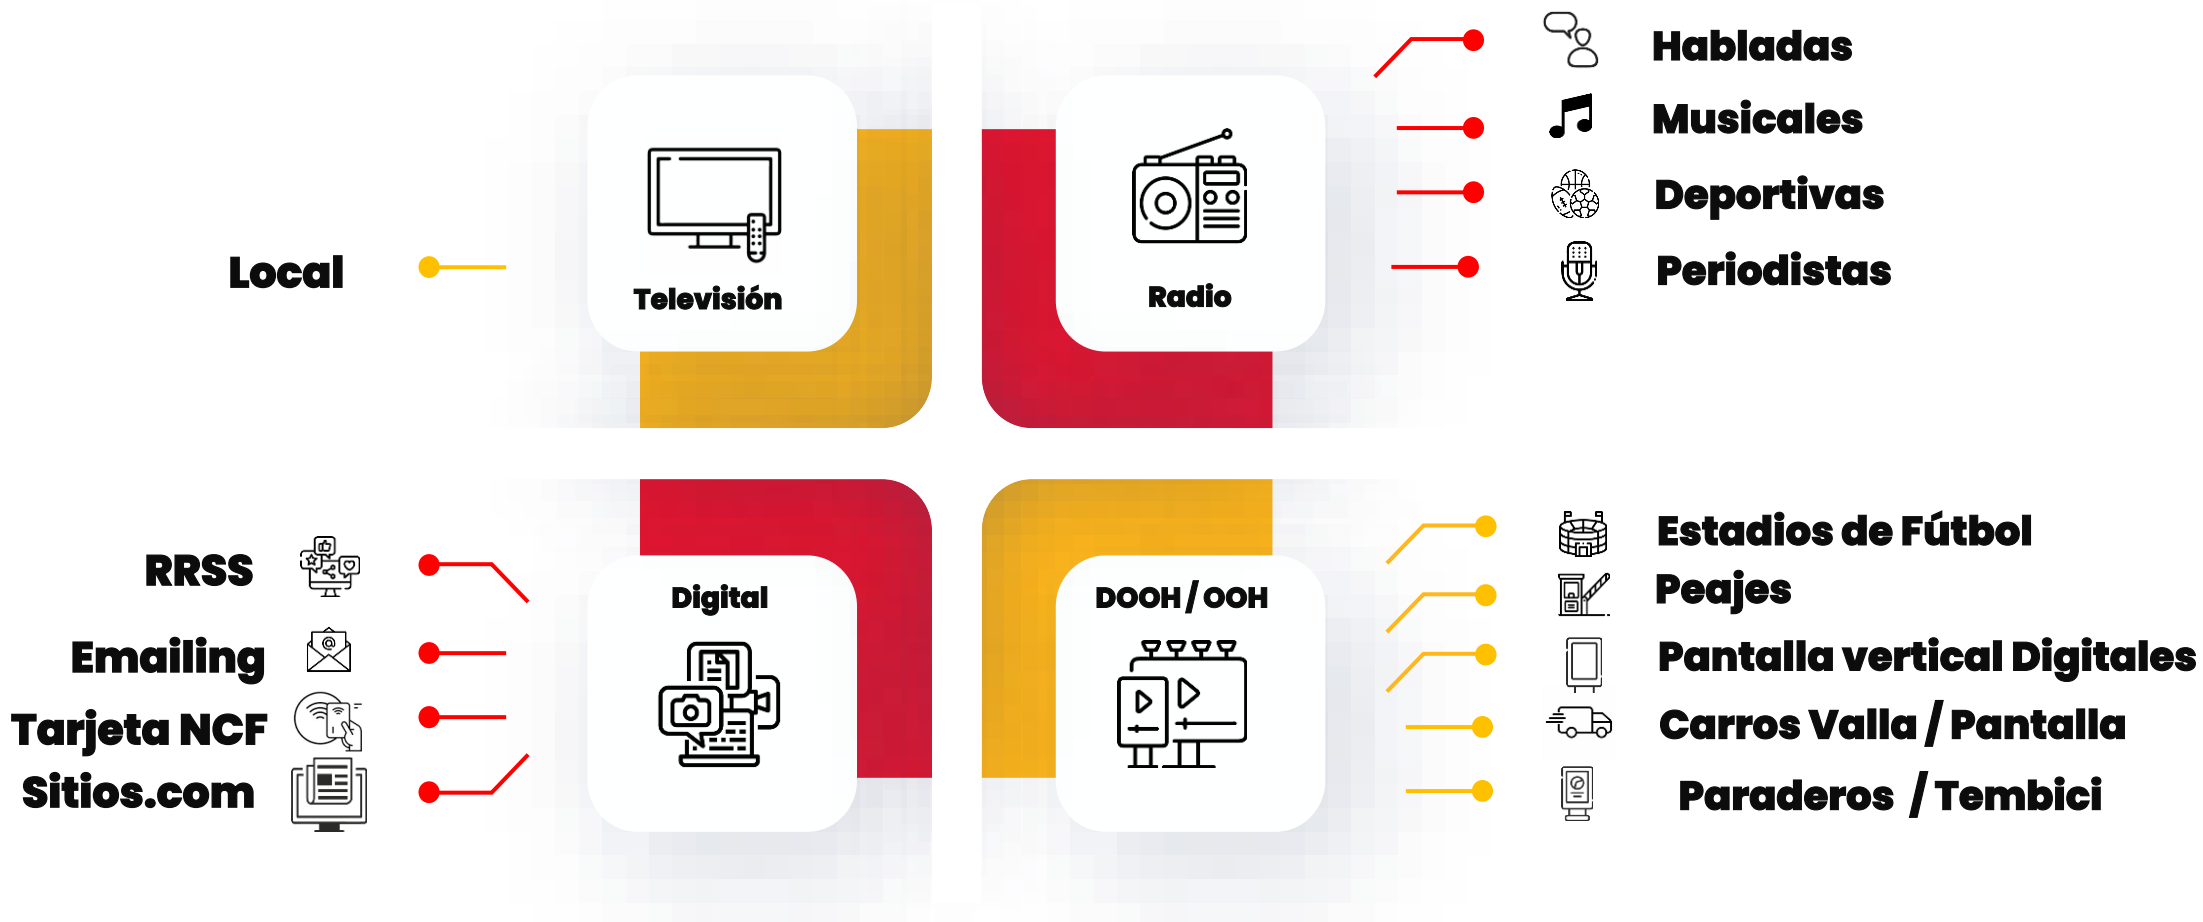 Local
Televisión
Radio
Habladas
Musicales
Deportivas
Periodistas
RRSS
Emailing
Tarjeta NCF
Sitios.com
Digital
DOOH / OOH
Estadios de Fútbol
Peajes
Pantalla vertical Digitales
Carros Valla / Pantalla
Paraderos / Tembici